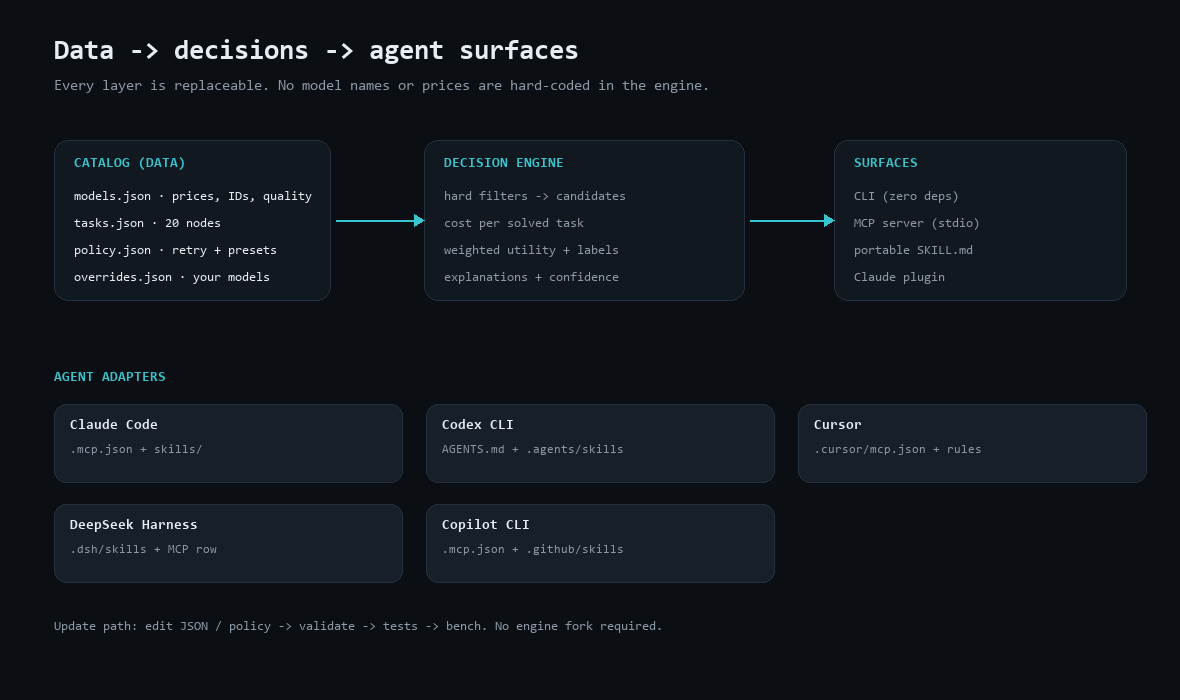 Data -> decisions -> agent surfaces
Every layer is replaceable. No model names or prices are hard-coded in the engine.
CATALOG (DATA)
models.json · prices, IDs, quality
tasks.json · 20 nodes
policy.json · retry + presets
overrides.json · your models
DECISION ENGINE
hard filters -> candidates
cost per solved task
weighted utility + labels
explanations + confidence
SURFACES
CLI (zero deps)
MCP server (stdio)
portable SKILL.md
Claude plugin
AGENT ADAPTERS
Claude Code
.mcp.json + skills/
Codex CLI
AGENTS.md + .agents/skills
Cursor
.cursor/mcp.json + rules
DeepSeek Harness
.dsh/skills + MCP row
Copilot CLI
.mcp.json + .github/skills
Update path: edit JSON / policy -> validate -> tests -> bench. No engine fork required.